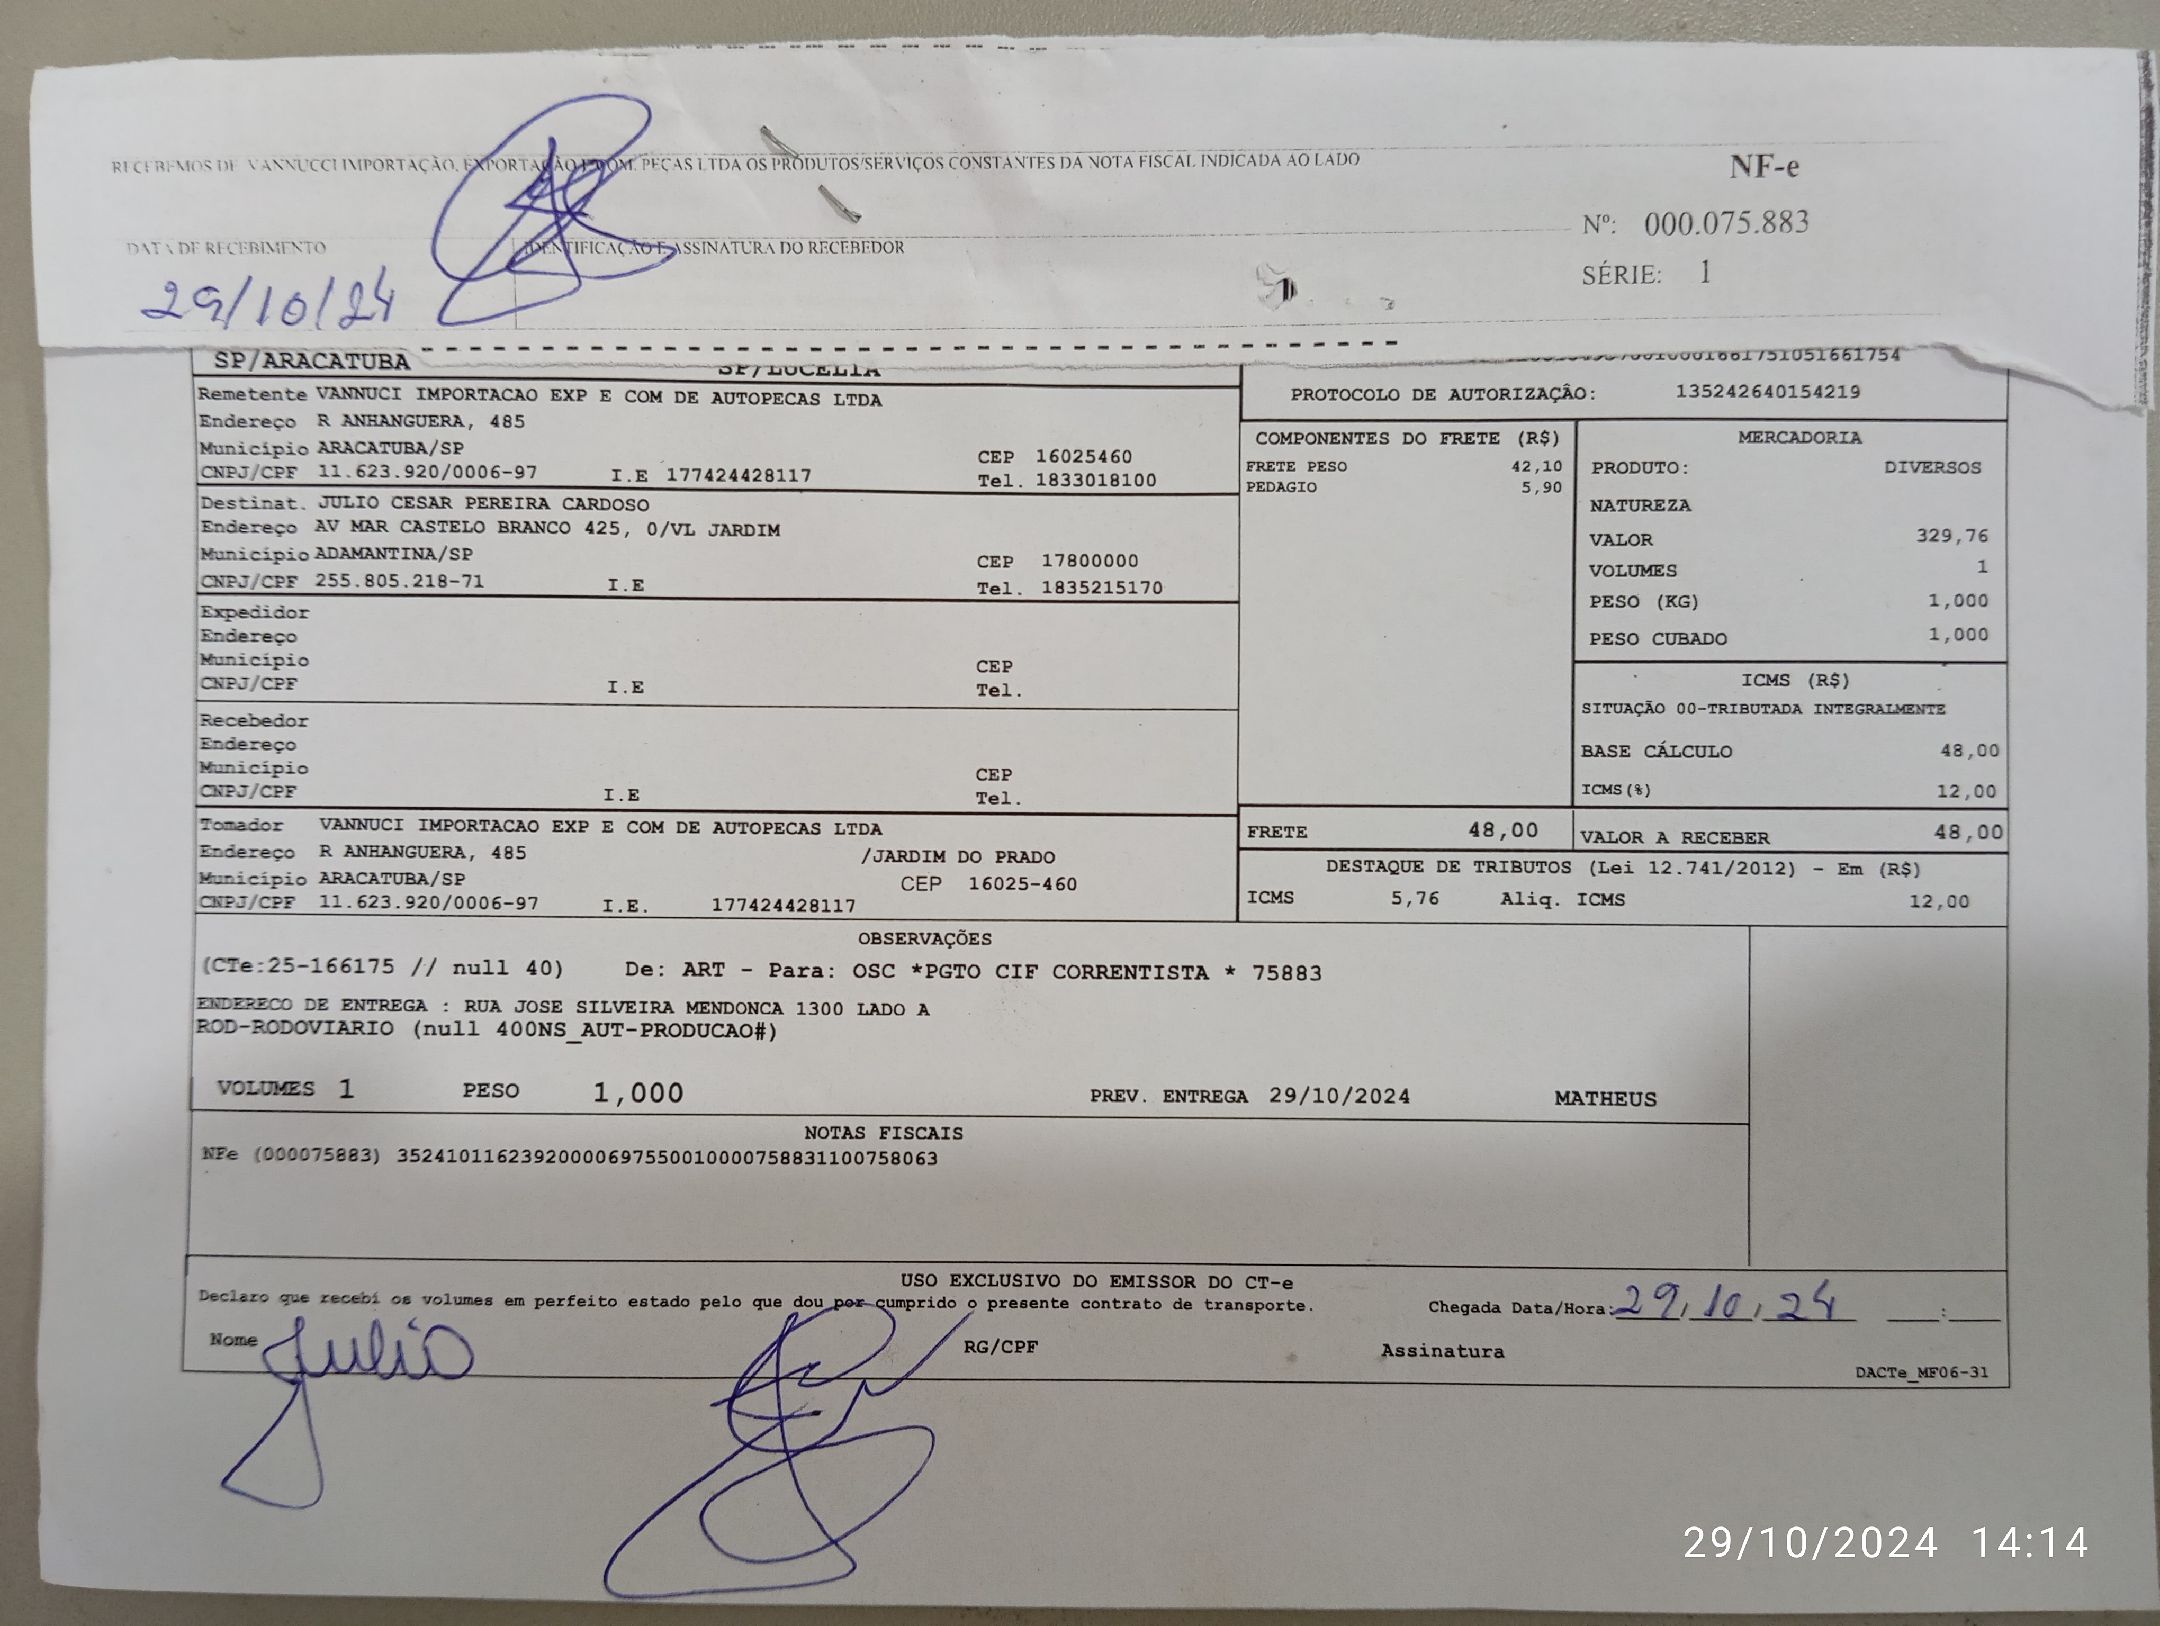 RECEBEMOS DE VANNUCCI IMPORTAÇÃO, EXPORTAÇÃO E COM. PEÇAS LTDA OS PRODUTOS/SERVIÇOS CONSTANTES DA NOTA FISCAL INDICADA AO LADO
NF-e
Nº: 000.075.883
SÉRIE: 1
DATA DE RECEBIMENTO
IDENTIFICAÇÃO E ASSINATURA DO RECEBEDOR
29/10/24
SP/ARACATUBA SP/LUCELIA
Remetente VANNUCI IMPORTACAO EXP E COM DE AUTOPECAS LTDA
Endereço R ANHANGUERA, 485
Município ARACATUBA/SP CEP 16025460
CNPJ/CPF 11.623.920/0006-97 I.E 177424428117 Tel. 1833018100
Destinat. JULIO CESAR PEREIRA CARDOSO
Endereço AV MAR CASTELO BRANCO 425, 0/VL JARDIM
Município ADAMANTINA/SP CEP 17800000
CNPJ/CPF 255.805.218-71 I.E Tel. 1835215170
Expedidor
Endereço
Município CEP
CNPJ/CPF I.E Tel.
Recebedor
Endereço
Município CEP
CNPJ/CPF I.E Tel.
Tomador VANNUCI IMPORTACAO EXP E COM DE AUTOPECAS LTDA
Endereço R ANHANGUERA, 485 /JARDIM DO PRADO
Município ARACATUBA/SP CEP 16025-460
CNPJ/CPF 11.623.920/0006-97 I.E. 177424428117
PROTOCOLO DE AUTORIZAÇÂO: 135242640154219
COMPONENTES DO FRETE (R$)
FRETE PESO 42,10
PEDAGIO 5,90
MERCADORIA
PRODUTO: DIVERSOS
NATUREZA
VALOR 329,76
VOLUMES 1
PESO (KG) 1,000
PESO CUBADO 1,000
ICMS (R$)
SITUAÇÃO 00-TRIBUTADA INTEGRALMENTE
BASE CÁLCULO 48,00
ICMS(%) 12,00
FRETE 48,00 VALOR A RECEBER 48,00
DESTAQUE DE TRIBUTOS (Lei 12.741/2012) - Em (R$)
ICMS 5,76 Aliq. ICMS 12,00
OBSERVAÇÕES
(CTe:25-166175 // null 40) De: ART - Para: OSC *PGTO CIF CORRENTISTA * 75883
ENDERECO DE ENTREGA : RUA JOSE SILVEIRA MENDONCA 1300 LADO A
ROD-RODOVIARIO (null 400NS_AUT-PRODUCAO#)
VOLUMES 1 PESO 1,000 PREV. ENTREGA 29/10/2024 MATHEUS
NOTAS FISCAIS
NFe (000075883) 35241011623920000697550010000758831100758063
USO EXCLUSIVO DO EMISSOR DO CT-e
Declaro que recebi os volumes em perfeito estado pelo que dou por cumprido o presente contrato de transporte. Chegada Data/Hora: 29/10/24 :
Nome Julio RG/CPF Assinatura
DACTe_MF06-31
29/10/2024 14:14